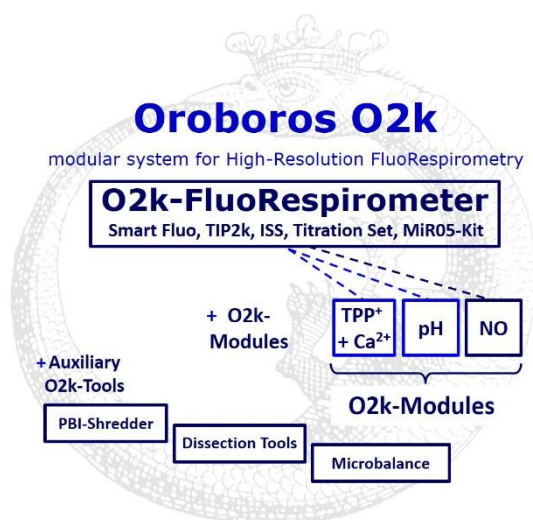 Oroboros O2k
modular system for High-Resolution FluoRespirometry
O2k-FluoRespirometer
Smart Fluo, TIP2k, ISS, Titration Set, MiR05-Kit
+ O2k-
Modules
TPP⁺
+ Ca²⁺
pH
NO
O2k-Modules
+Auxiliary
O2k-Tools
PBI-Shredder
Dissection Tools
Microbalance